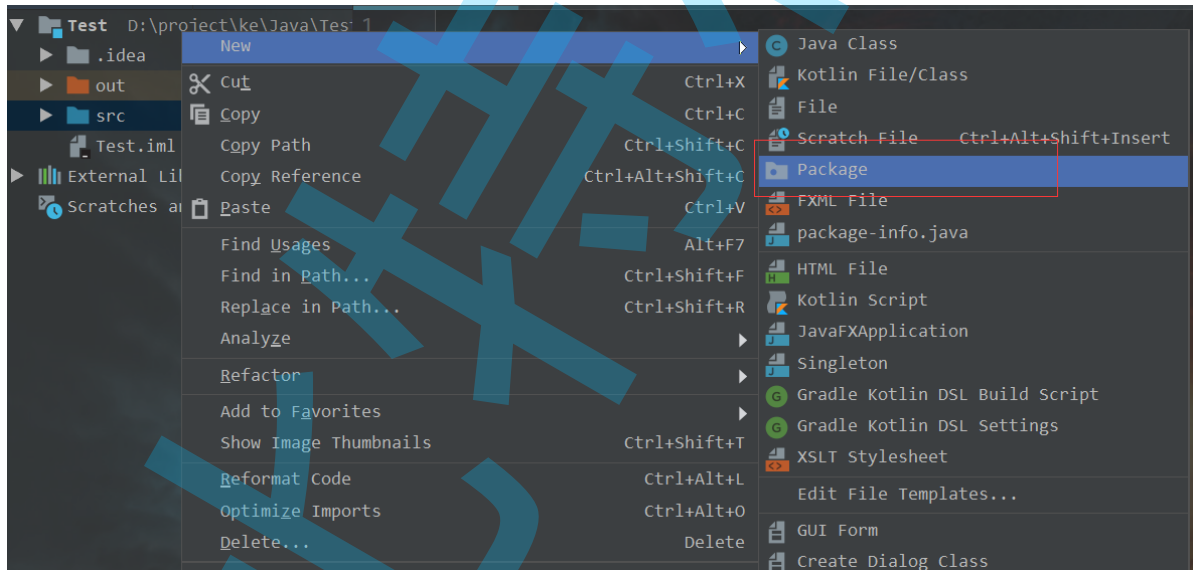 Test D:\project\ke\Java\Tes 1
.idea
out
src
Test.iml
External Li
Scratches a
New
Cut Ctrl+X
Copy Ctrl+C
Copy Path Ctrl+Shift+C
Copy Reference Ctrl+Alt+Shift+C
Paste Ctrl+V
Find Usages Alt+F7
Find in Path... Ctrl+Shift+F
Replace in Path... Ctrl+Shift+R
Analyze
Refactor
Add to Favorites
Show Image Thumbnails Ctrl+Shift+T
Reformat Code Ctrl+Alt+L
Optimize Imports Ctrl+Alt+O
Delete... Delete
Java Class
Kotlin File/Class
File
Scratch File Ctrl+Alt+Shift+Insert
Package
FXML File
package-info.java
HTML File
Kotlin Script
JavaFXApplication
Singleton
Gradle Kotlin DSL Build Script
Gradle Kotlin DSL Settings
XSLT Stylesheet
Edit File Templates...
GUI Form
Create Dialog Class